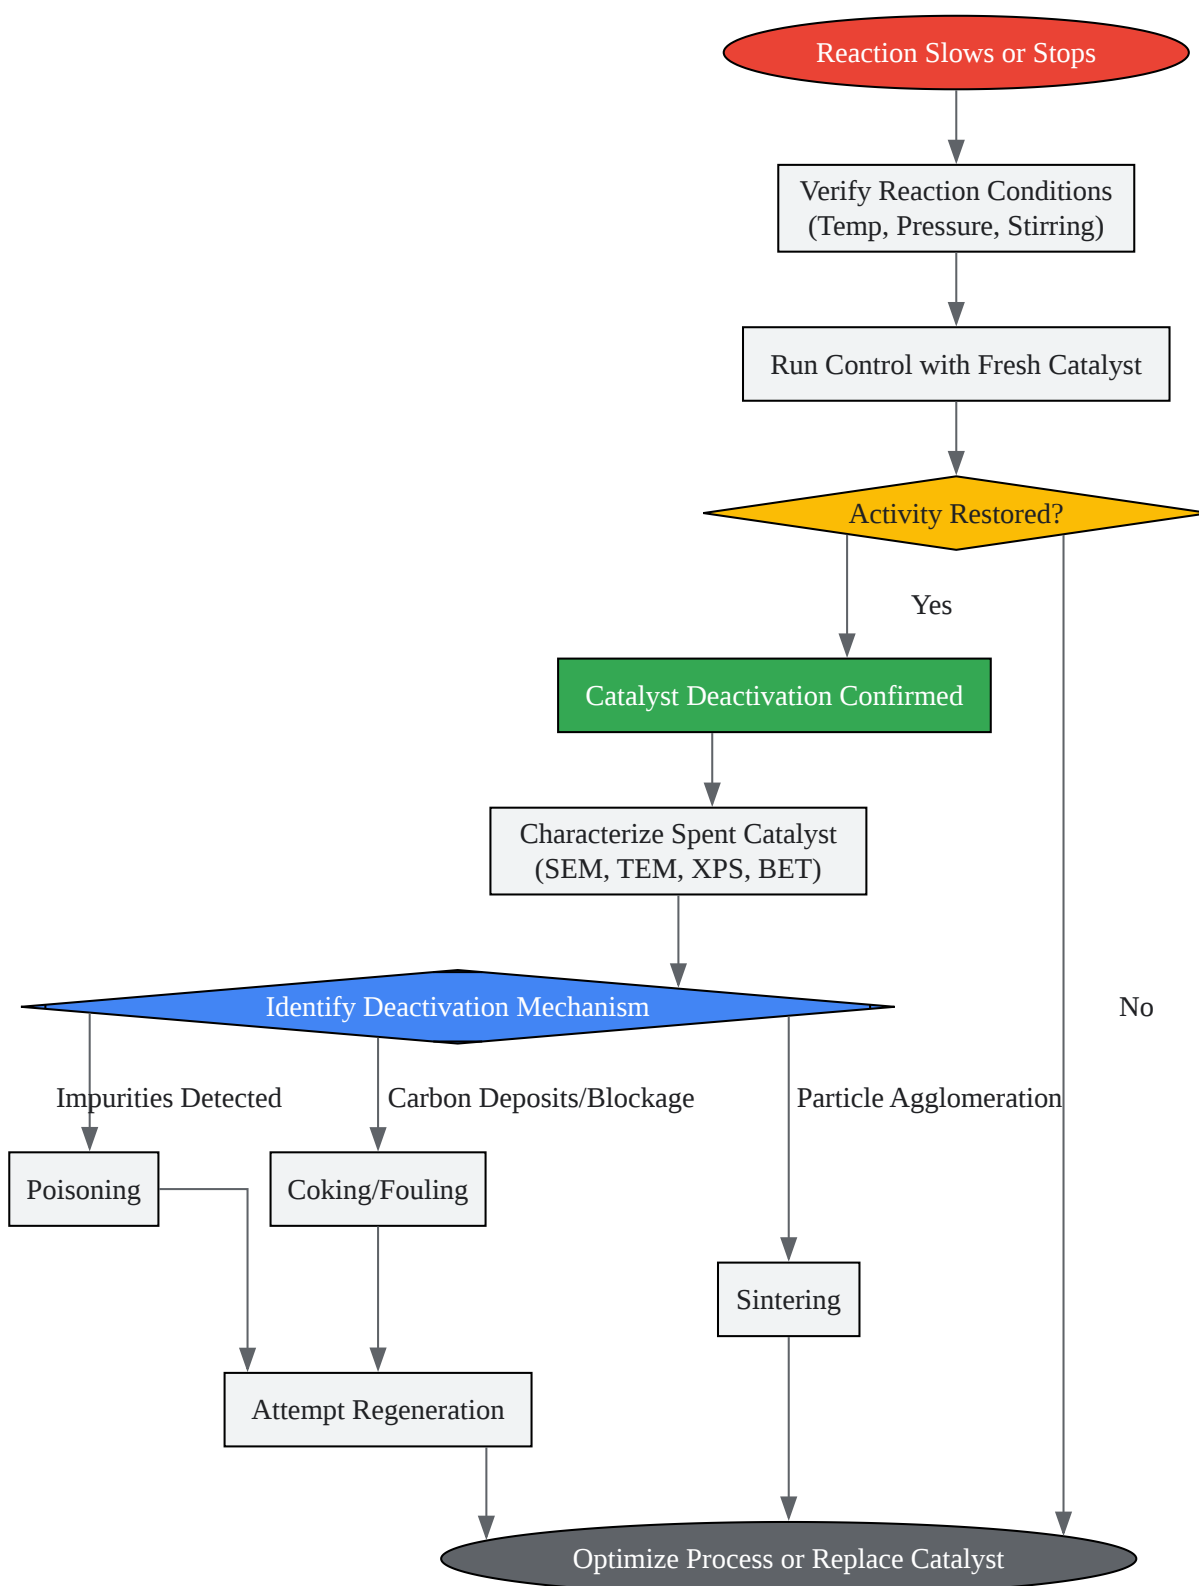 Reaction Slows or Stops
Verify Reaction Conditions
(Temp, Pressure, Stirring)
Run Control with Fresh Catalyst
Activity Restored?
Yes
Catalyst Deactivation Confirmed
Characterize Spent Catalyst
(SEM, TEM, XPS, BET)
Identify Deactivation Mechanism
No
Impurities Detected
Carbon Deposits/Blockage
Particle Agglomeration
Poisoning
Coking/Fouling
Sintering
Attempt Regeneration
Optimize Process or Replace Catalyst